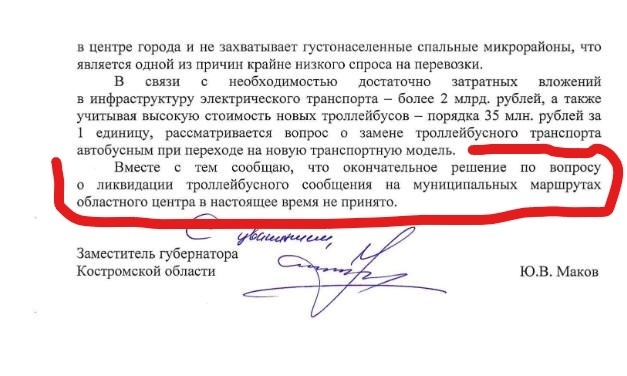 в центре города и не захватывает густонаселенные спальные микрорайоны, что
является одной из причин крайне низкого спроса на перевозки.
В связи с необходимостью достаточно затратных вложений
в инфраструктуру электрического транспорта – более 2 млрд. рублей, а также
учитывая высокую стоимость новых троллейбусов – порядка 35 млн. рублей за
1 единицу, рассматривается вопрос о замене троллейбусного транспорта
автобусным при переходе на новую транспортную модель.
Вместе с тем сообщаю, что окончательное решение по вопросу
о ликвидации троллейбусного сообщения на муниципальных маршрутах
областного центра в настоящее время не принято.
С уважением,
Заместитель губернатора
Костромской области
Ю.В. Маков